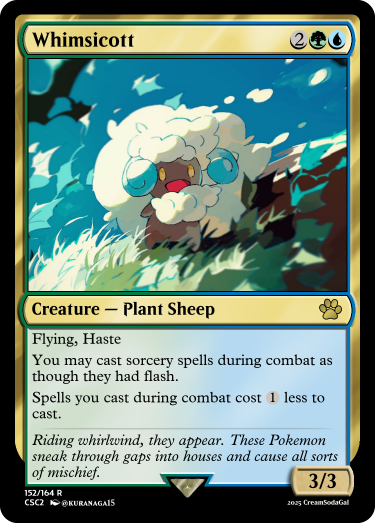 Whimsicott 2
Creature — Plant Sheep
Flying, Haste
You may cast sorcery spells during combat as
though they had flash.
Spells you cast during combat cost 1 less to
cast.
Riding whirlwind, they appear. These Pokemon
sneak through gaps into houses and cause all sorts
of mischief.
3/3
152/164 R
CSC2 @KURANAGA15
2025 CreamSodaGal